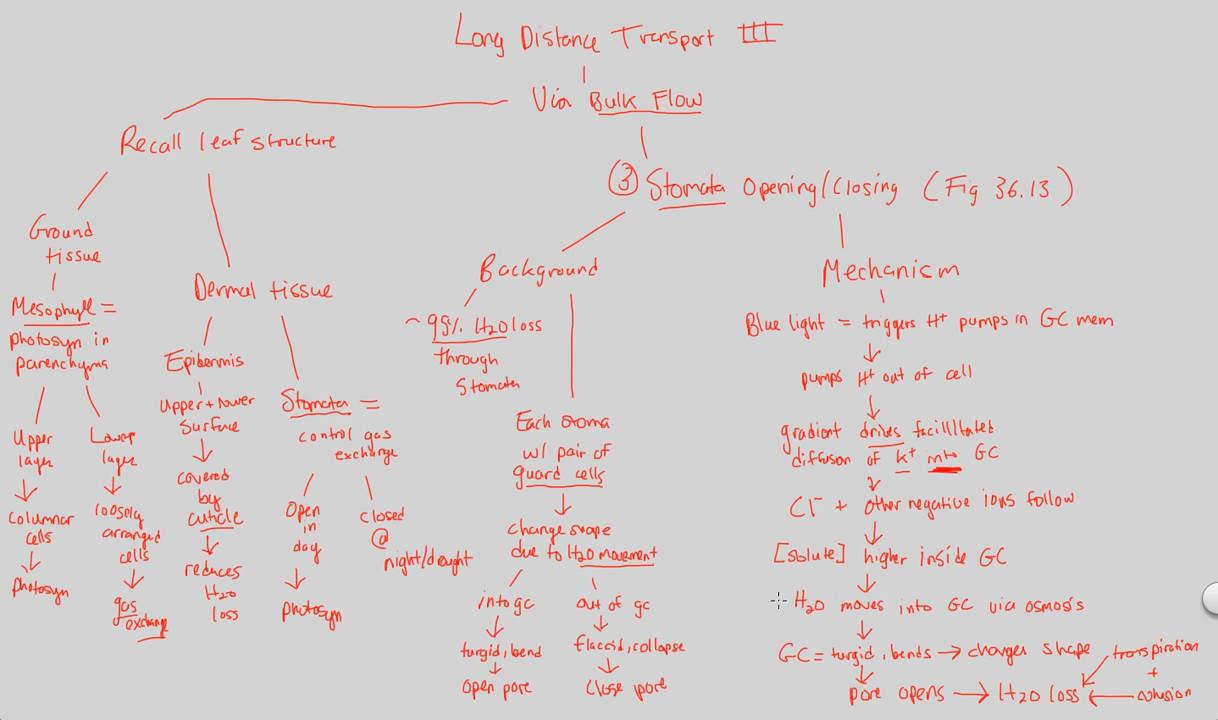 Long Distance Transport III
Via Bulk Flow
Recall leaf structure
Ground
tissue
Mesophyll =
photosyn in
parenchyma
Upper
layer
columnar
cells
photosyn
Lower
layer
loosely
arranged
cells
gas
exchange
Dermal tissue
Epidermis
Upper + lower
surface
covered
by
cuticle
reduces
H2O
loss
Stomata =
control gas
exchange
Open
in
day
photosyn
closed
@
night/drought
③ Stomata Opening/Closing (Fig 36.13)
Background
~95% H2O loss
through
stomata
Each stoma
w/ pair of
guard cells
change shape
due to H2O movement
into gc
turgid, bend
open pore
out of gc
flaccid, collapse
close pore
Mechanism
Blue light = triggers H+ pumps in GC mem
pumps H+ out of cell
gradient drives facillitated
diffusion of K+ into GC
Cl- + other negative ions follow
[solute] higher inside GC
H2O moves into GC via osmosis
GC = turgid, bends → changes shape
pore opens → H2O loss
transpiration
+
cohesion